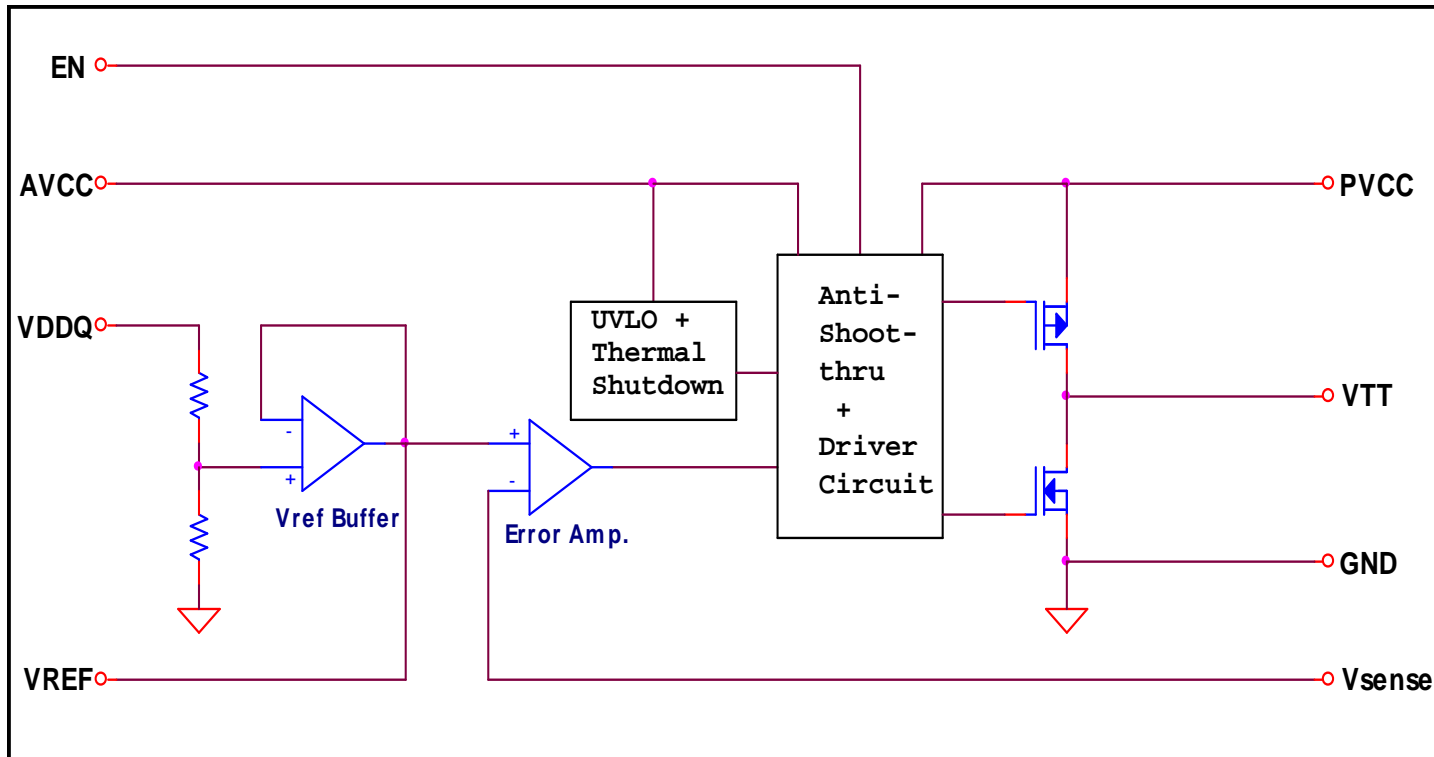 EN
AVCC
PVCC
Anti-
Shoot-
thru
+
Driver
Circuit
UVLO +
Thermal
Shutdown
VDDQ
VTT
-
+
Vref Buffer
+
-
Error Amp.
GND
VREF
Vsense